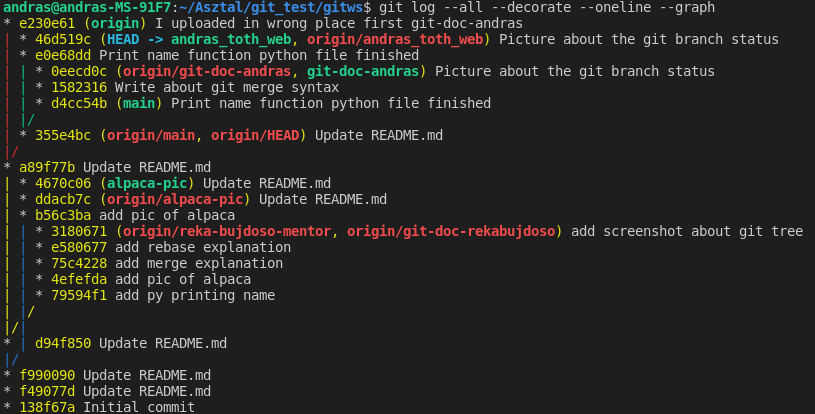 andras@andras-MS-91F7:~/Asztal/git_test/gitws$ git log --all --decorate --oneline --graph
* e230e61 (origin) I uploaded in wrong place first git-doc-andras
| * 46d519c (HEAD -> andras_toth_web, origin/andras_toth_web) Picture about the git branch status
| * e0e68dd Print name function python file finished
| | * 0eecd0c (origin/git-doc-andras, git-doc-andras) Picture about the git branch status
| | * 1582316 Write about git merge syntax
| | * d4cc54b (main) Print name function python file finished
| |/
| * 355e4bc (origin/main, origin/HEAD) Update README.md
|/
* a89f77b Update README.md
| * 4670c06 (alpaca-pic) Update README.md
| * ddacb7c (origin/alpaca-pic) Update README.md
| * b56c3ba add pic of alpaca
| | * 3180671 (origin/reka-bujdoso-mentor, origin/git-doc-rekabujdoso) add screenshot about git tree
| | * e580677 add rebase explanation
| | * 75c4228 add merge explanation
| | * 4efefda add pic of alpaca
| | * 79594f1 add py printing name
| |/
|/|
* | d94f850 Update README.md
|/
* f990090 Update README.md
* f49077d Update README.md
* 138f67a Initial commit